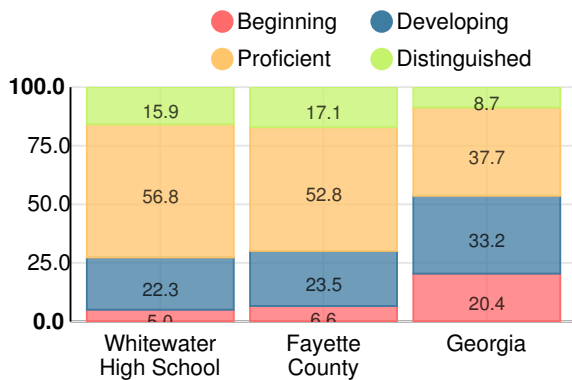 Beginning Developing
Proficient Distinguished
100.0
75.0
50.0
25.0
0.0
15.9 17.1 8.7
56.8 52.8 37.7
22.3 23.5 33.2
5.0 6.6 20.4
Whitewater
High School
Fayette
County
Georgia